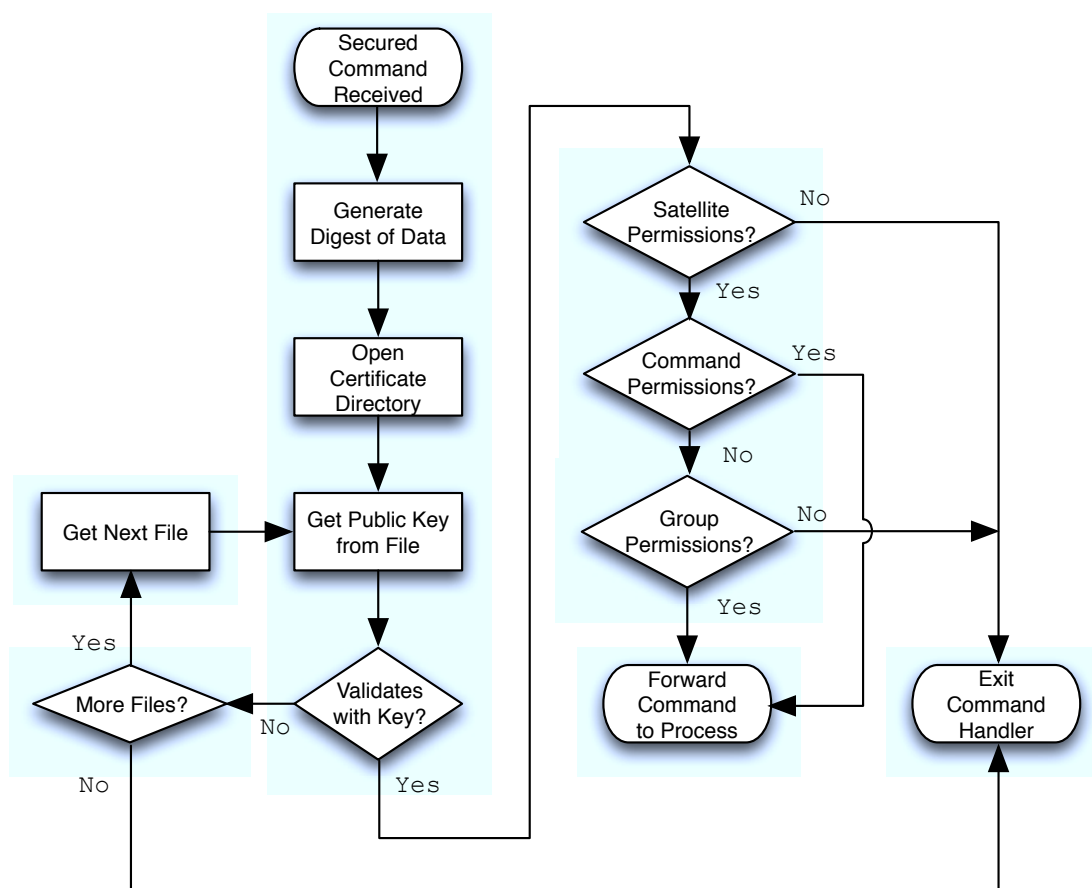 Secured
Command
Received
Generate
Digest of Data
Open
Certificate
Directory
Get Next File
Get Public Key
from File
Yes
More Files?
No
Validates
with Key?
No
Yes
Satellite
Permissions?
No
Yes
Command
Permissions?
Yes
No
Group
Permissions?
No
Yes
Forward
Command
to Process
Exit
Command
Handler